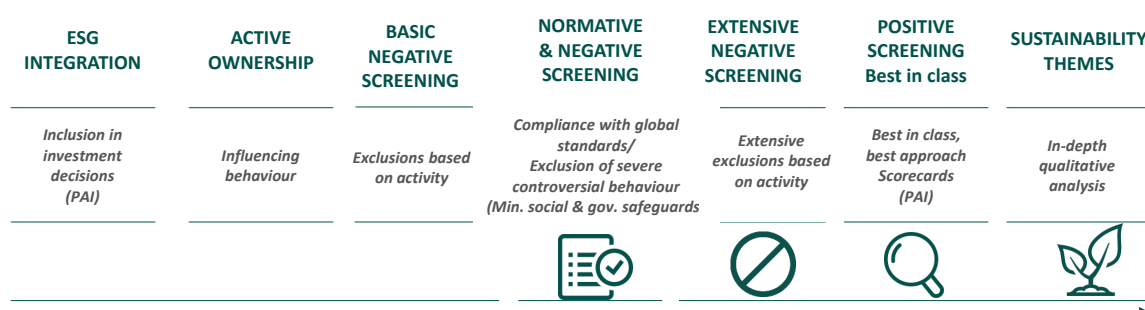 ESG
INTEGRATION
ACTIVE
OWNERSHIP
BASIC
NEGATIVE
SCREENING
NORMATIVE
& NEGATIVE
SCREENING
EXTENSIVE
NEGATIVE
SCREENING
POSITIVE
SCREENING
Best in class
SUSTAINABILITY
THEMES
Inclusion in
investment
decisions
(PAI)
Influencing
behaviour
Exclusions based
on activity
Compliance with global
standards/
Exclusion of severe
controversial behaviour
(Min. social & gov. safeguards
Extensive
exclusions based
on activity
Best in class,
best approach
Scorecards
(PAI)
In-depth
qualitative
analysis